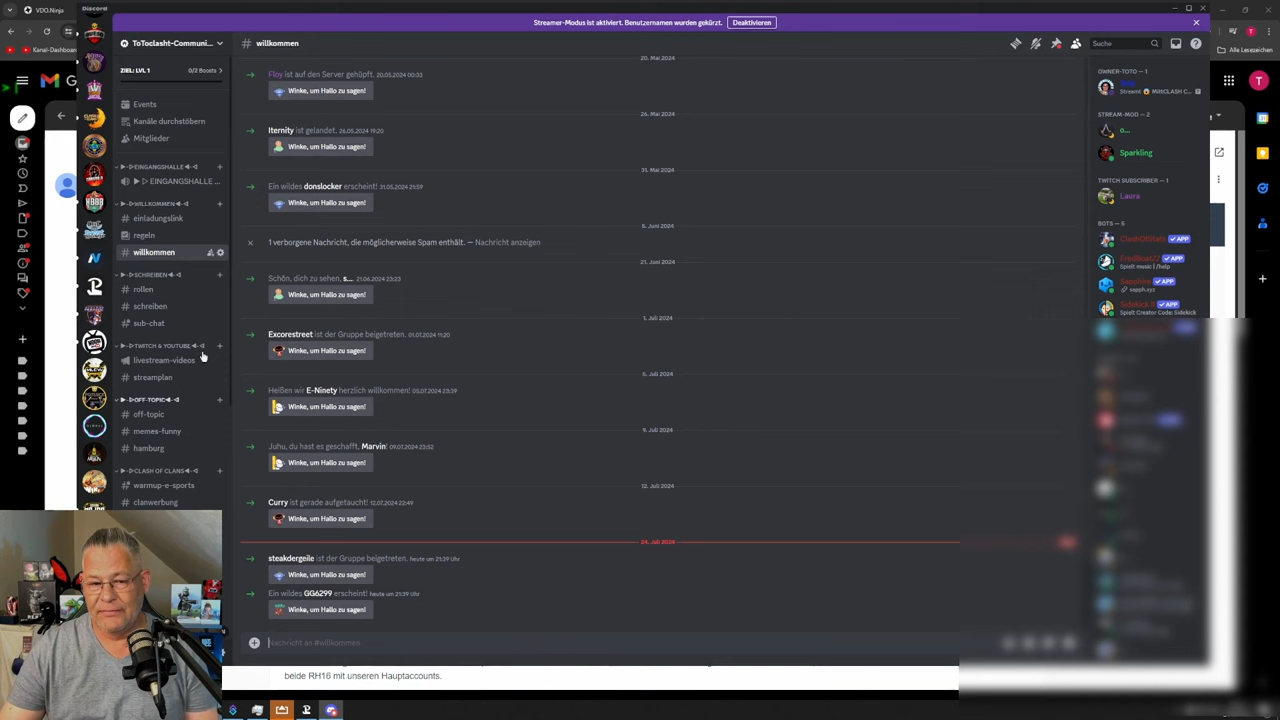 Discord
VDO.Ninja
Kanal-Dashboar
Streamer-Modus ist aktiviert. Benutzernamen wurden gekürzt.
Deaktivieren
Alle Lesezeichen
ToToclasht-Communi...
willkommen
Suche
ZIEL: LVL 1
0/2 Boosts
Events
Kanäle durchstöbern
Mitglieder
EINGANGSHALLE
EINGANGSHALLE ...
WILLKOMMEN
einladungslink
regeln
willkommen
SCHREIBEN
rollen
schreiben
sub-chat
TWITCH & YOUTUBE
livestream-videos
streamplan
OFF-TOPIC
off-topic
memes-funny
hamburg
CLASH OF CLANS
warmup-e-sports
clanwerbung
20. Mai 2024
Floy ist auf den Server gehüpft. 20.05.2024 00:33
Winke, um Hallo zu sagen!
26. Mai 2024
Iternity ist gelandet. 26.05.2024 19:20
Winke, um Hallo zu sagen!
31. Mai 2024
Ein wildes donslocker erscheint! 31.05.2024 21:59
Winke, um Hallo zu sagen!
5. Juni 2024
1 verborgene Nachricht, die möglicherweise Spam enthält. — Nachricht anzeigen
21. Juni 2024
Schön, dich zu sehen, s... 21.06.2024 23:23
Winke, um Hallo zu sagen!
1. Juli 2024
Excorestreet ist der Gruppe beigetreten. 01.07.2024 11:20
Winke, um Hallo zu sagen!
5. Juli 2024
Heißen wir E-Ninety herzlich willkommen! 05.07.2024 23:39
Winke, um Hallo zu sagen!
9. Juli 2024
Juhu, du hast es geschafft, Marvin! 09.07.2024 23:52
Winke, um Hallo zu sagen!
12. Juli 2024
Curry ist gerade aufgetaucht! 12.07.2024 22:49
Winke, um Hallo zu sagen!
24. Juli 2024
steakdergeile ist der Gruppe beigetreten. heute um 21:39 Uhr
Winke, um Hallo zu sagen!
Ein wildes GG6299 erscheint! heute um 21:39 Uhr
Winke, um Hallo zu sagen!
Nachricht an #willkommen
beide RH16 mit unseren Hauptaccounts.
OWNER-TOTO — 1
STREAM-MOD — 2
o...
Sparkling
TWITCH SUBSCRIBER — 1
Laura
BOTS — 5
ClashOfStats APP
APP
Spielt music | /help
Sapphire APP
sapph.xyz
Sidekick II APP
Spielt Creator Code: Sidekick